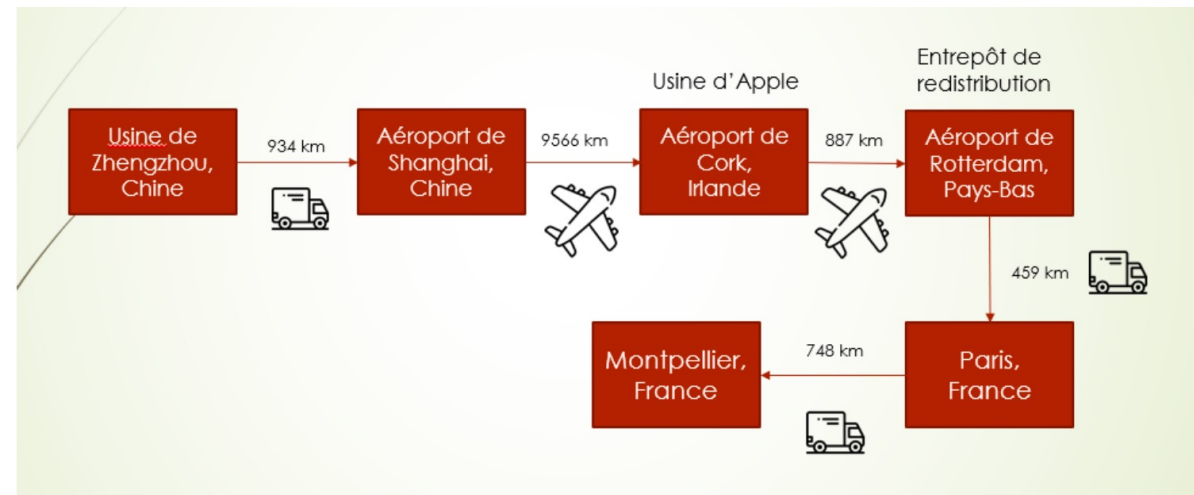 Usine d'Apple
Entrepôt de
redistribution
Usine de
Zhengzhou,
Chine
934 km
Aéroport de
Shanghai,
Chine
9566 km
Aéroport de
Cork,
Irlande
887 km
Aéroport de
Rotterdam,
Pays-Bas
459 km
Paris,
France
748 km
Montpellier,
France